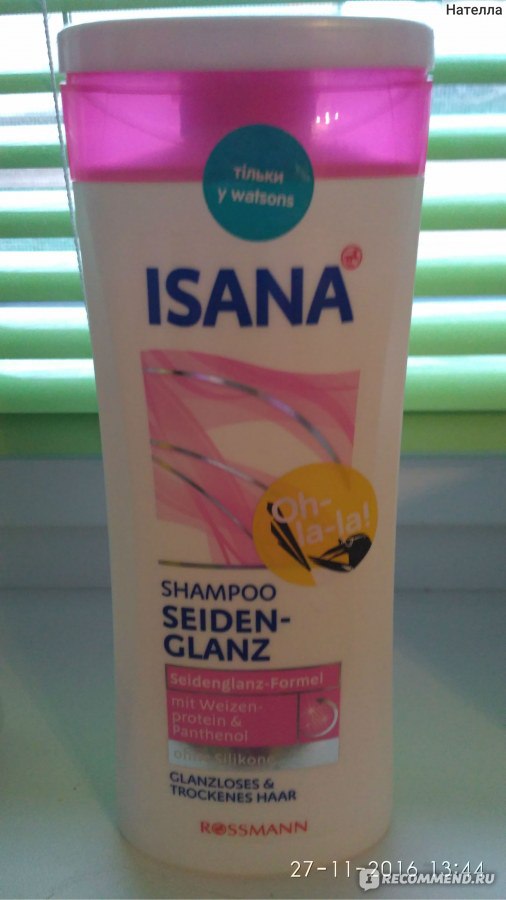 Нателла
тільки
у watsons
ISANA
Oh-
la-la!
SHAMPOO
SEIDEN-
GLANZ
Seidenglanz-Formel
mit Weizen-
protein &
Panthenol
ohne Silikone
GLANZLOSES &
TROCKENES HAAR
ROSSMANN
27-11-2016 13:44
IRECOMMEND.RU